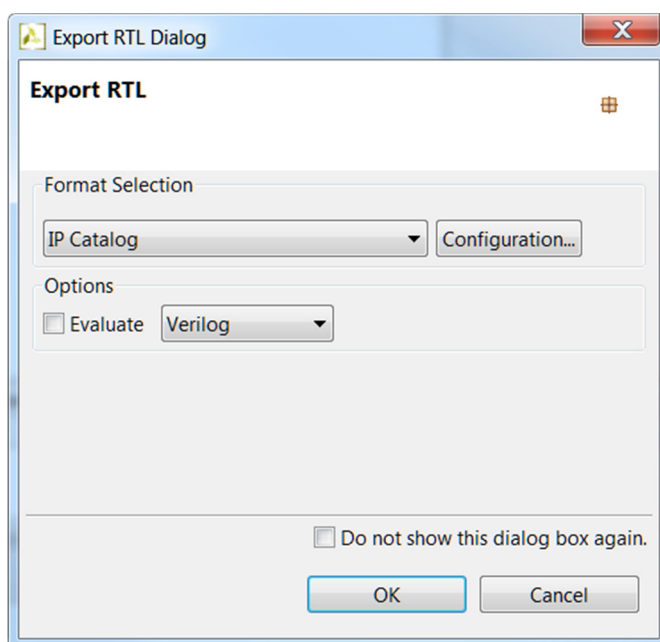 Export RTL Dialog
Export RTL
Format Selection
IP Catalog Configuration...
Options
Evaluate Verilog
Do not show this dialog box again.
OK Cancel